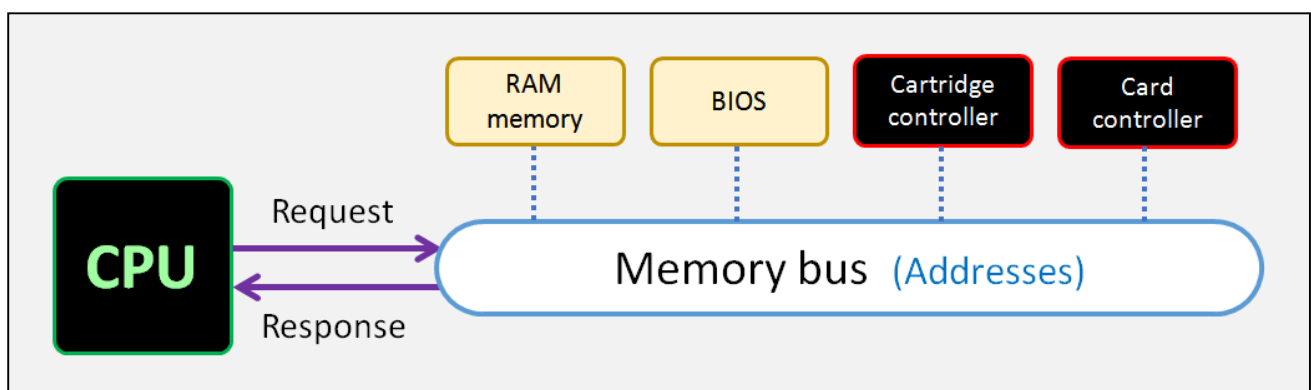 RAM
memory
BIOS
Cartridge
controller
Card
controller
CPU
Request
Response
Memory bus (Addresses)